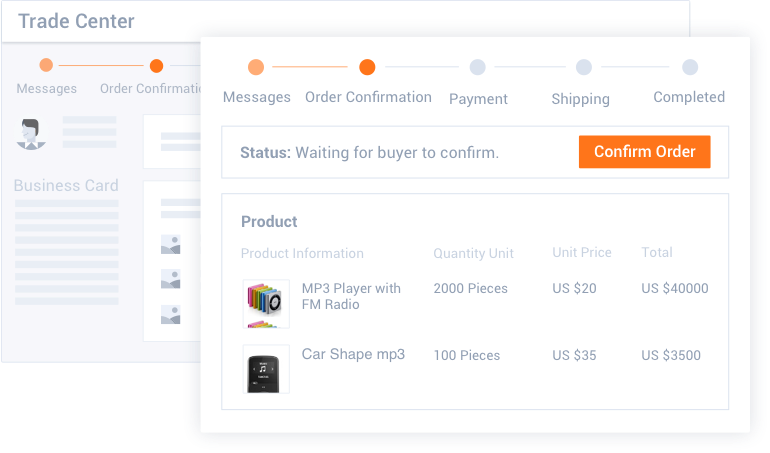 Trade Center
Messages
Order Confirmatic
Business Card
Messages
Order Confirmation
Payment
Shipping
Completed
Status: Waiting for buyer to confirm.
Confirm Order
Product
Product Information
Quantity Unit
Unit Price
Total
MP3 Player with
FM Radio
2000 Pieces
US $20
US $40000
Car Shape mp3
100 Pieces
US $35
US $3500